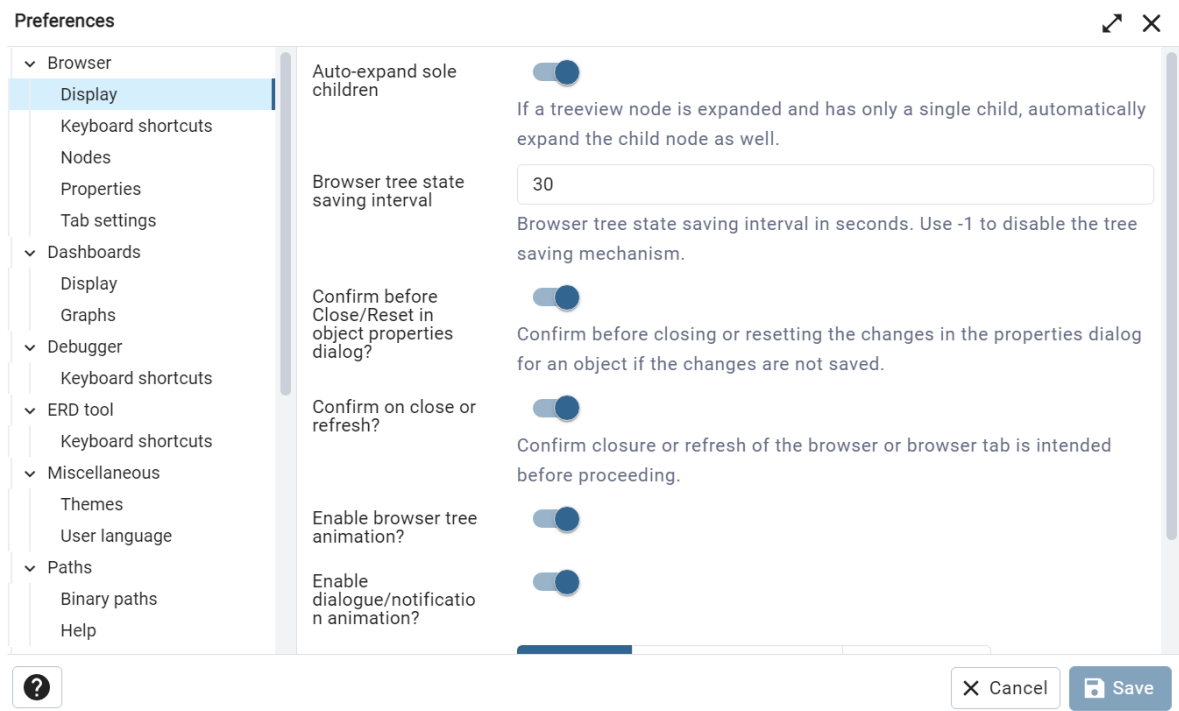 Preferences
Browser
Display
Keyboard shortcuts
Nodes
Properties
Tab settings
Dashboards
Display
Graphs
Debugger
Keyboard shortcuts
ERD tool
Keyboard shortcuts
Miscellaneous
Themes
User language
Paths
Binary paths
Help
Auto-expand sole
children
If a treeview node is expanded and has only a single child, automatically
expand the child node as well.
Browser tree state
saving interval
30
Browser tree state saving interval in seconds. Use -1 to disable the tree
saving mechanism.
Confirm before
Close/Reset in
object properties
dialog?
Confirm before closing or resetting the changes in the properties dialog
for an object if the changes are not saved.
Confirm on close or
refresh?
Confirm closure or refresh of the browser or browser tab is intended
before proceeding.
Enable browser tree
animation?
Enable
dialogue/notificatio
n animation?
?
Cancel
Save